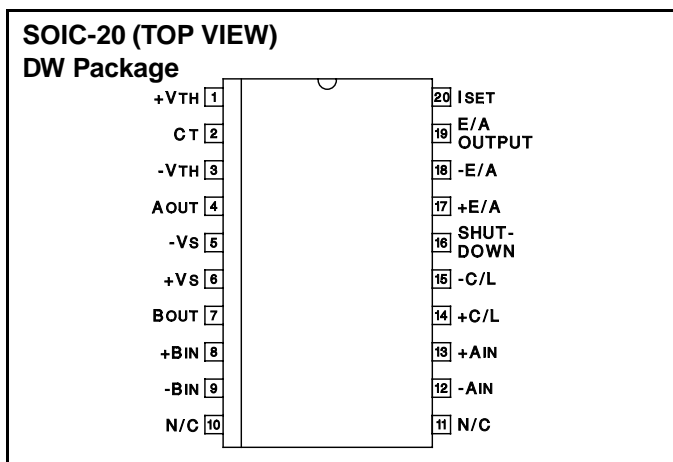 SOIC-20 (TOP VIEW)
DW Package
+VTH 1
CT 2
-VTH 3
AOUT 4
-VS 5
+VS 6
BOUT 7
+BIN 8
-BIN 9
N/C 10
20 ISET
19 E/A
OUTPUT
18 -E/A
17 +E/A
16 SHUT-
DOWN
15 -C/L
14 +C/L
13 +AIN
12 -AIN
11 N/C